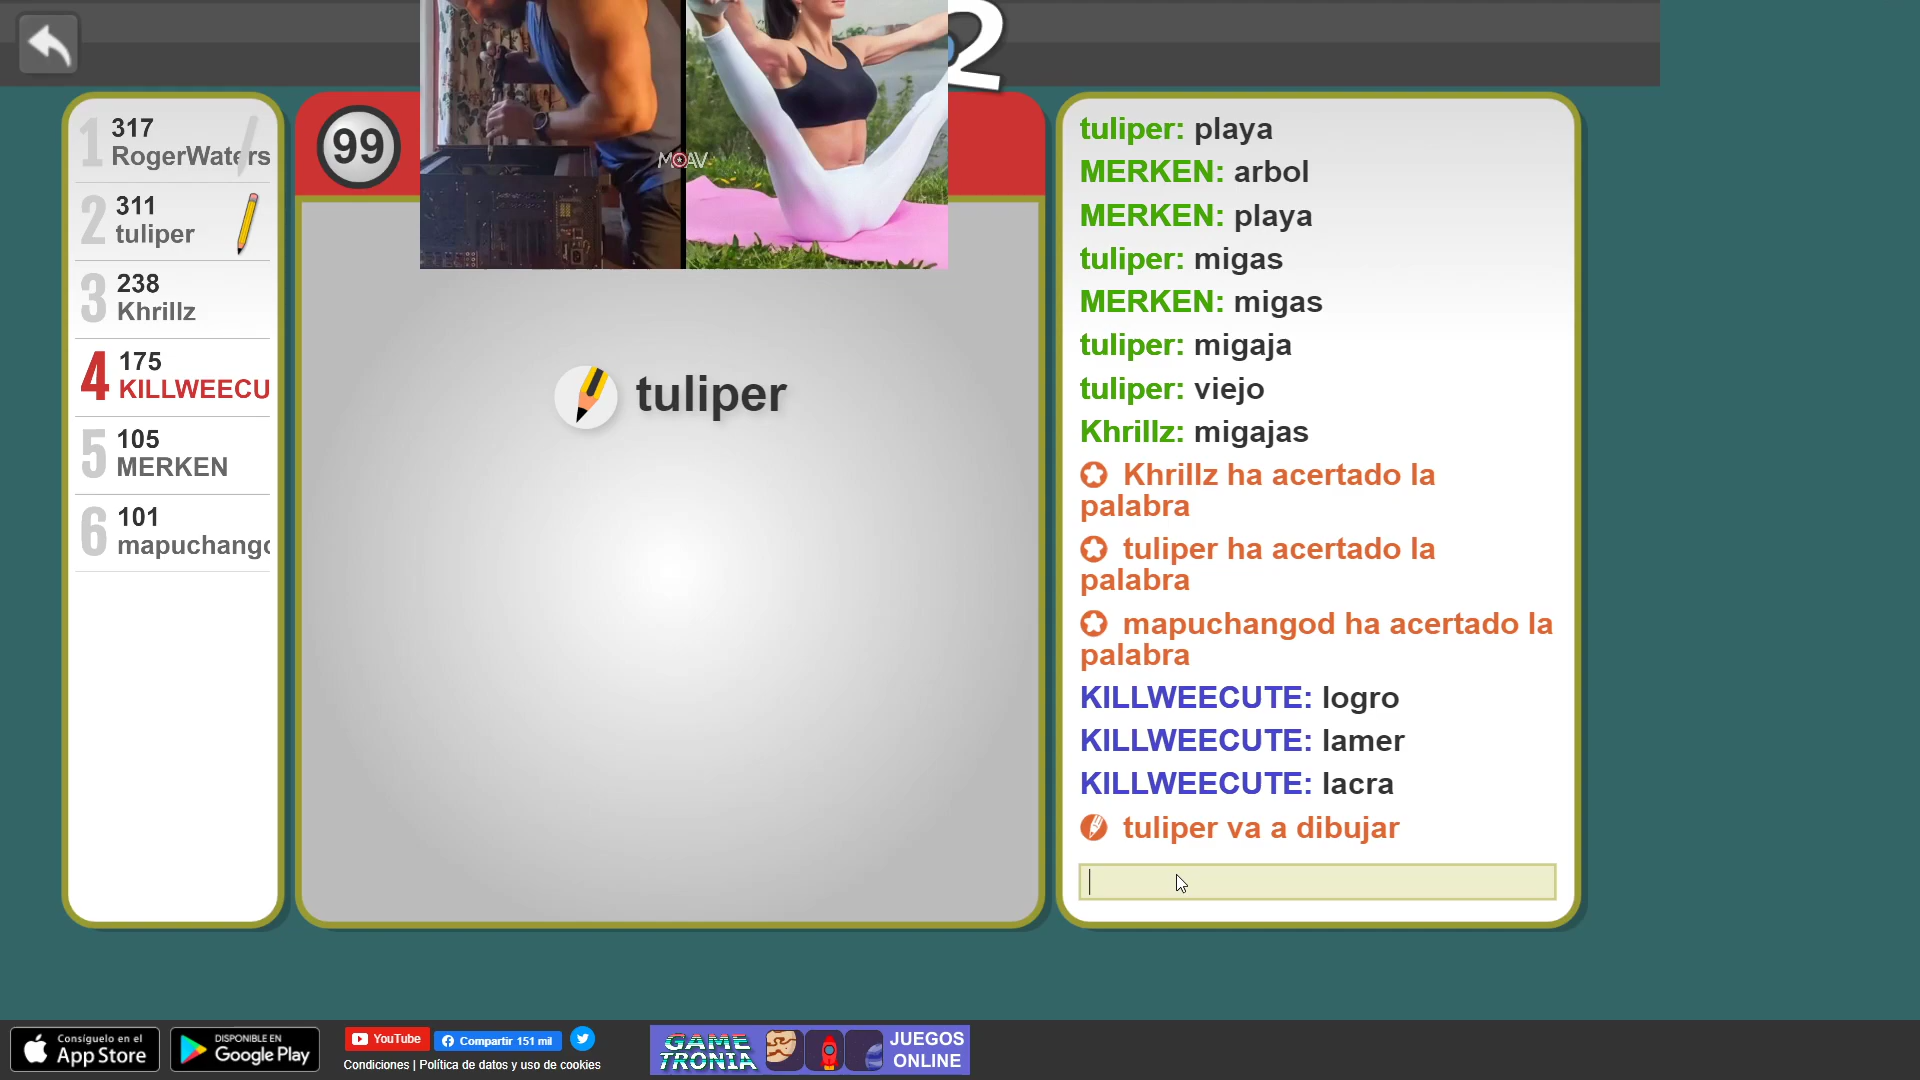 2
1 317
RogerWaters
2 311
tuliper
3 238
Khrillz
4 175
KILLWEECU
5 105
MERKEN
6 101
mapuchangc
99
MOAV
tuliper
tuliper: playa
MERKEN: arbol
MERKEN: playa
tuliper: migas
MERKEN: migas
tuliper: migaja
tuliper: viejo
Khrillz: migajas
Khrillz ha acertado la
palabra
tuliper ha acertado la
palabra
mapuchangod ha acertado la
palabra
KILLWEECUTE: logro
KILLWEECUTE: lamer
KILLWEECUTE: lacra
tuliper va a dibujar
Consíguelo en el
App Store
DISPONIBLE EN
Google Play
YouTube
Compartir 151 mil
Condiciones | Política de datos y uso de cookies
GAME
TRONIA
JUEGOS
ONLINE